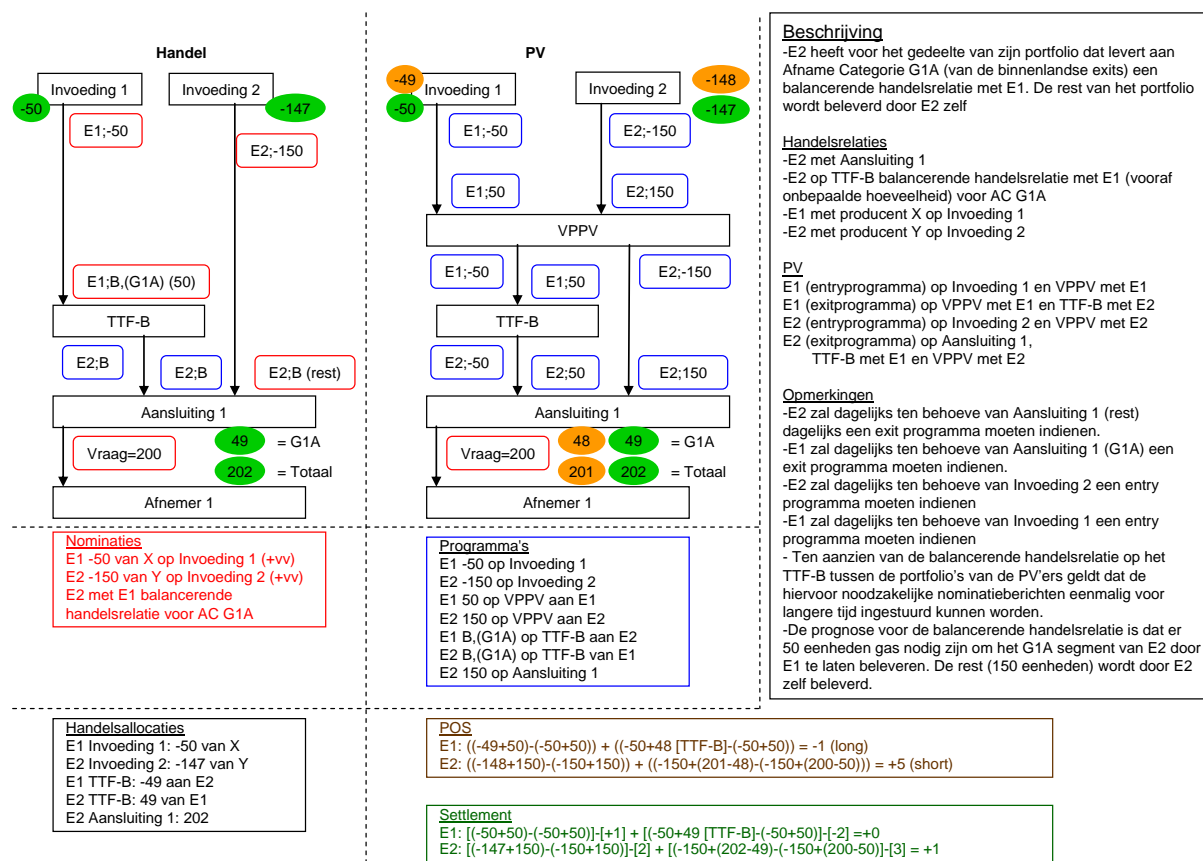 Handel
Invoeding 1
Invoeding 2
-50
-147
E1;-50
E2;-150
E1;B,(G1A) (50)
TTF-B
E2;B
E2;B
E2;B (rest)
Aansluiting 1
Vraag=200
49
= G1A
202
= Totaal
Afnemer 1
PV
-49
-148
Invoeding 1
Invoeding 2
-50
-147
E1;-50
E2;-150
E1;50
E2;150
VPPV
E1;-50
E1;50
E2;-150
TTF-B
E2;-50
E2;50
E2;150
Aansluiting 1
Vraag=200
48
49
= G1A
201
202
= Totaal
Afnemer 1
Beschrijving
-E2 heeft voor het gedeelte van zijn portfolio dat levert aan
Afname Categorie G1A (van de binnenlandse exits) een
balancerende handelsrelatie met E1. De rest van het portfolio
wordt beleverd door E2 zelf
Handelsrelaties
-E2 met Aansluiting 1
-E2 op TTF-B balancerende handelsrelatie met E1 (vooraf
onbepaalde hoeveelheid) voor AC G1A
-E1 met producent X op Invoeding 1
-E2 met producent Y op Invoeding 2
PV
E1 (entryprogramma) op Invoeding 1 en VPPV met E1
E1 (exitprogramma) op VPPV met E1 en TTF-B met E2
E2 (entryprogramma) op Invoeding 2 en VPPV met E2
E2 (exitprogramma) op Aansluiting 1,
TTF-B met E1 en VPPV met E2
Opmerkingen
-E2 zal dagelijks ten behoeve van Aansluiting 1 (rest)
dagelijks een exit programma moeten indienen.
-E1 zal dagelijks ten behoeve van Aansluiting 1 (G1A) een
exit programma moeten indienen.
-E2 zal dagelijks ten behoeve van Invoeding 2 een entry
programma moeten indienen
-E1 zal dagelijks ten behoeve van Invoeding 1 een entry
programma moeten indienen
- Ten aanzien van de balancerende handelsrelatie op het
TTF-B tussen de portfolio's van de PV'ers geldt dat de
hiervoor noodzakelijke nominatieberichten eenmalig voor
langere tijd ingestuurd kunnen worden.
-De prognose voor de balancerende handelsrelatie is dat er
50 eenheden gas nodig zijn om het G1A segment van E2 door
E1 te laten beleveren. De rest (150 eenheden) wordt door E2
zelf beleverd.
Nominaties
E1 -50 van X op Invoeding 1 (+vv)
E2 -150 van Y op Invoeding 2 (+vv)
E2 met E1 balancerende
handelsrelatie voor AC G1A
Programma's
E1 -50 op Invoeding 1
E2 -150 op Invoeding 2
E1 50 op VPPV aan E1
E2 150 op VPPV aan E2
E1 B,(G1A) op TTF-B aan E2
E2 B,(G1A) op TTF-B van E1
E2 150 op Aansluiting 1
Handelsallocaties
E1 Invoeding 1: -50 van X
E2 Invoeding 2: -147 van Y
E1 TTF-B: -49 aan E2
E2 TTF-B: 49 van E1
E2 Aansluiting 1: 202
POS
E1: ((-49+50)-(-50+50)) + ((-50+48 [TTF-B]-(-50+50)) = -1 (long)
E2: ((-148+150)-(-150+150)) + ((-150+(201-48)-(-150+(200-50))) = +5 (short)
Settlement
E1: [(-50+50)-(-50+50)]-[+1] + [(-50+49 [TTF-B]-(-50+50)]-[-2] =+0
E2: [(-147+150)-(-150+150)]-[2] + [(-150+(202-49)-(-150+(200-50)]-[3] = +1